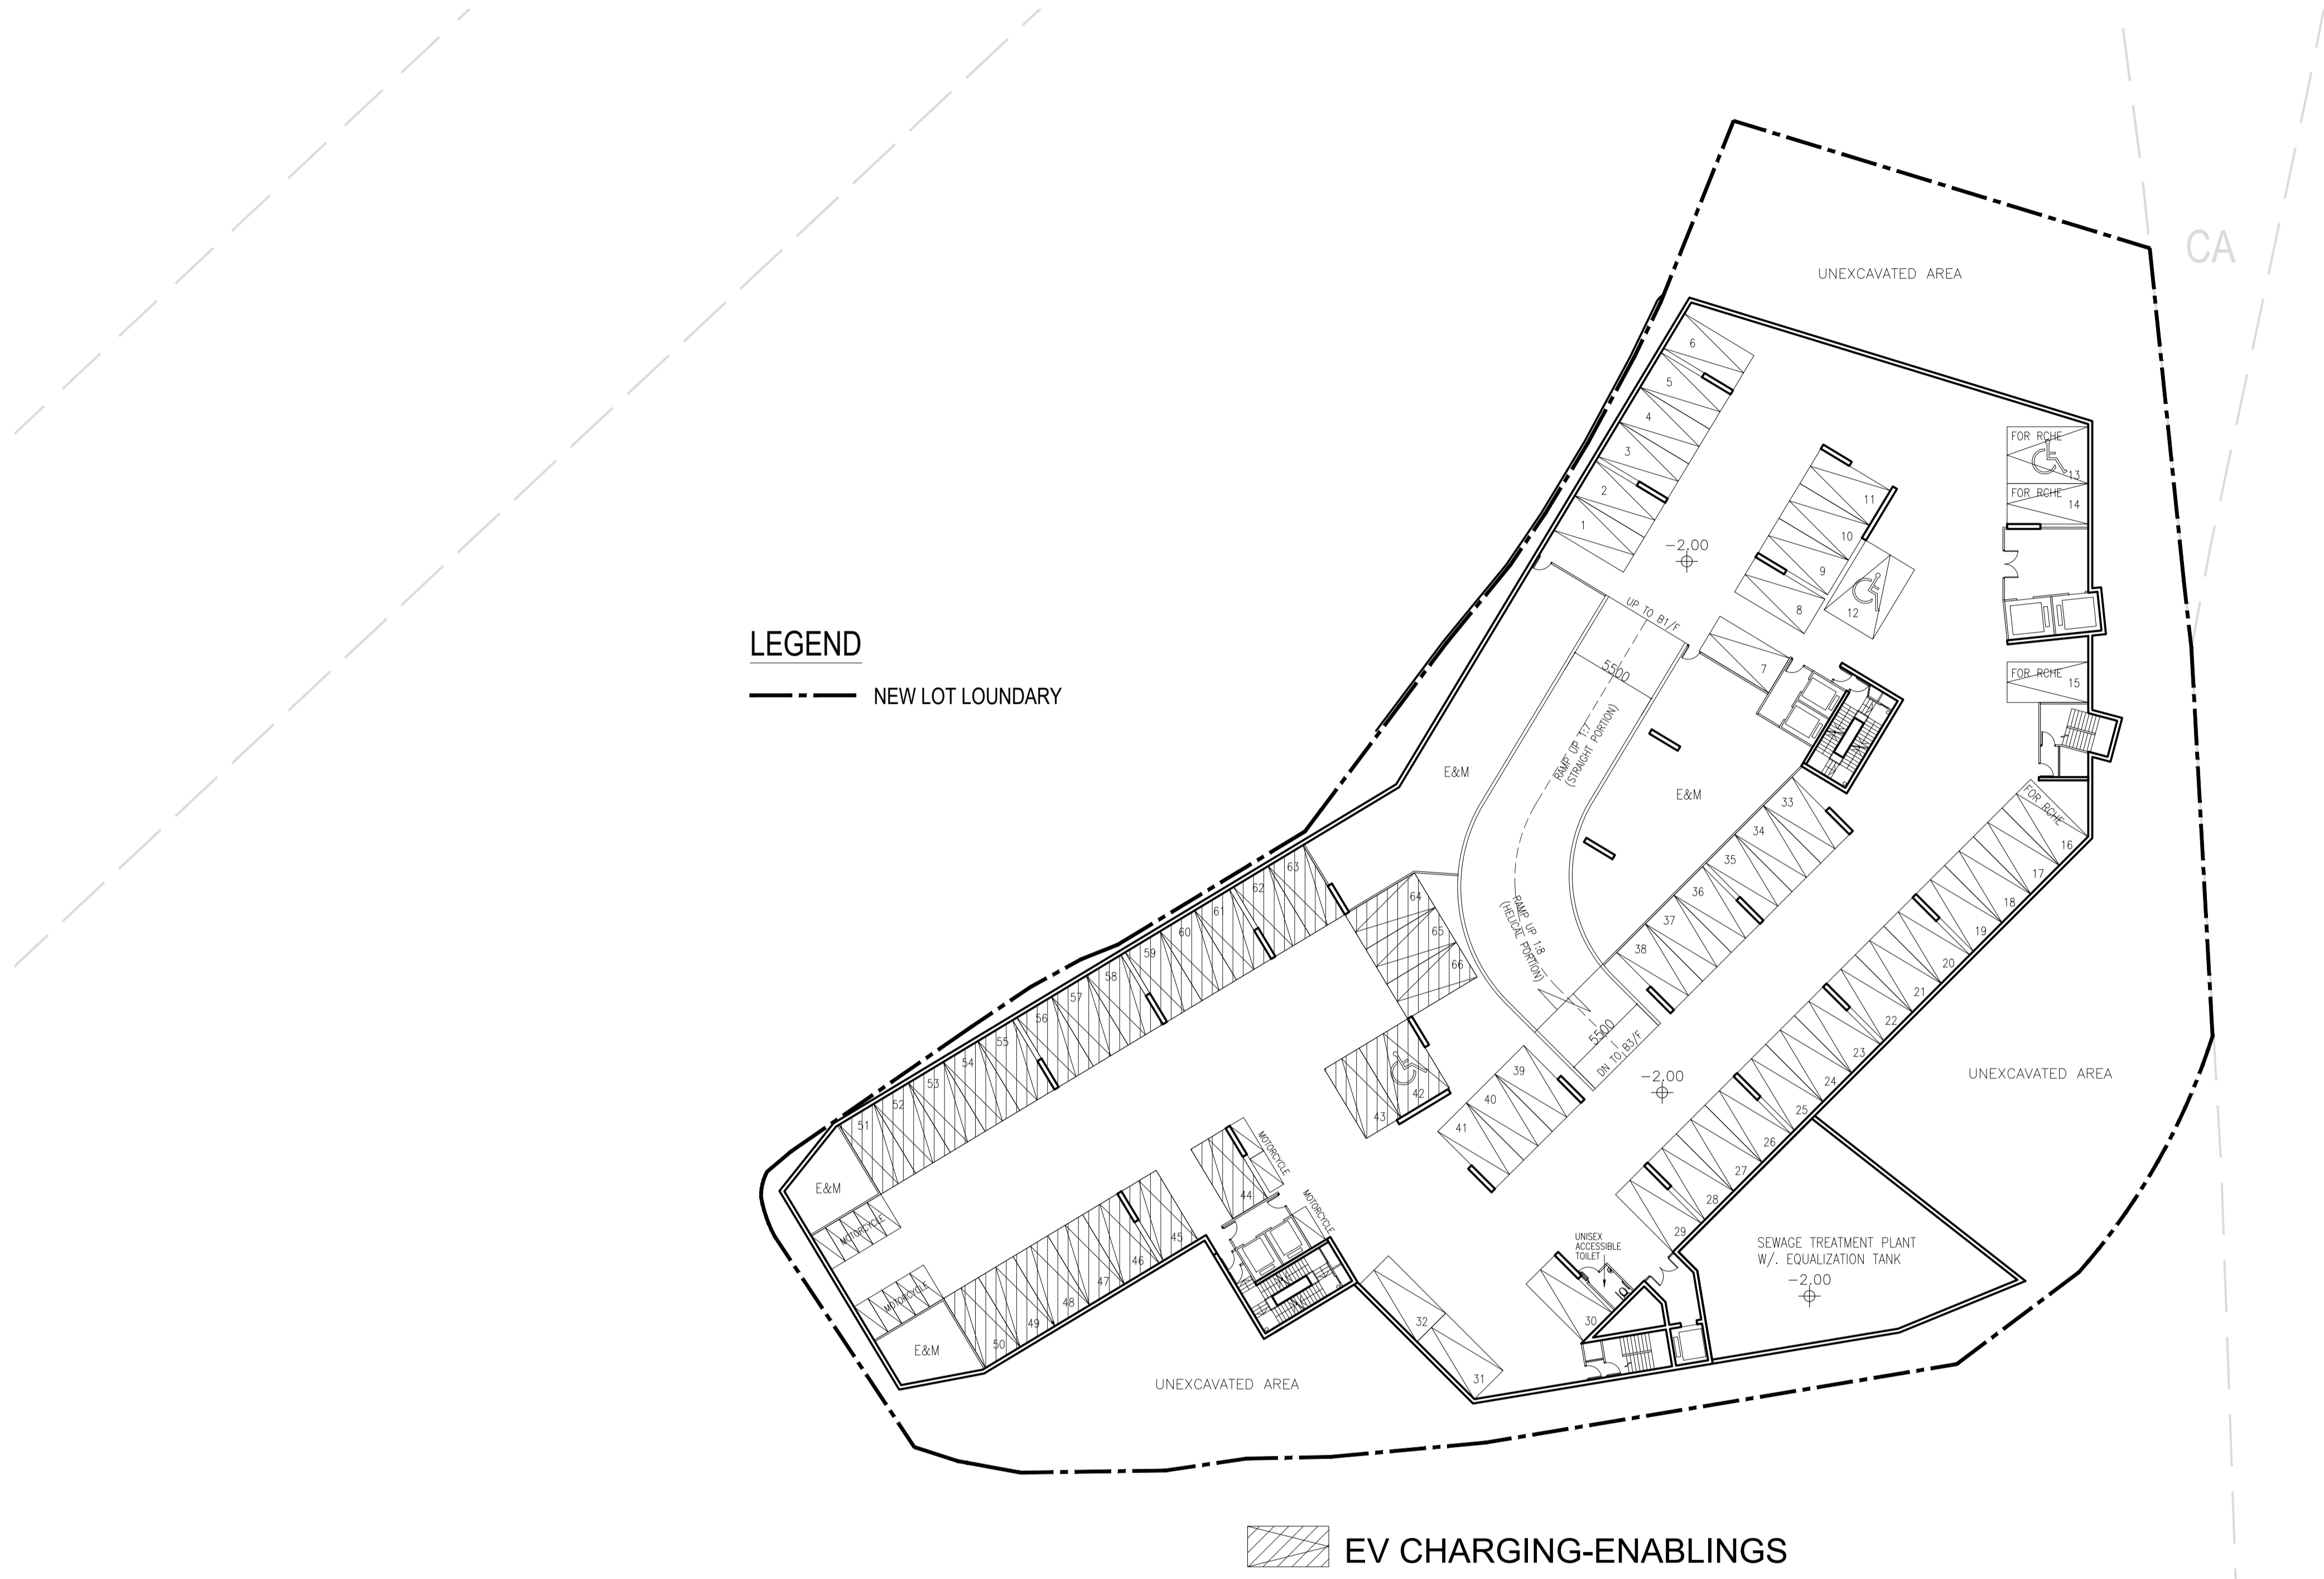 CA
UNEXCAVATED AREA
6
5
4
3
2
1
FOR RCHE
13
FOR RCHE
14
11
10
9
8
12
-2.00
UP TO B1/F
5500
7
FOR RCHE
15
LEGEND
NEW LOT LOUNDARY
RAMP UP 1:7
(STRAIGHT PORTION)
E&M
E&M
33
34
35
36
37
38
FOR RCHE
16
17
18
19
20
21
22
23
24
25
26
27
28
29
RAMP UP 1:8
(HELICAL PORTION)
5500
DN TO B3/F
-2.00
63
62
61
60
59
58
57
56
55
54
53
52
51
64
65
66
39
40
41
42
43
44
MOTORCYCLE
MOTORCYCLE
E&M
MOTORCYCLE
MOTORCYCLE
E&M
45
46
47
48
49
50
UNEXCAVATED AREA
UNISEX
ACCESSIBLE
TOILET
30
32
31
SEWAGE TREATMENT PLANT
W/. EQUALIZATION TANK
-2.00
UNEXCAVATED AREA
EV CHARGING-ENABLINGS